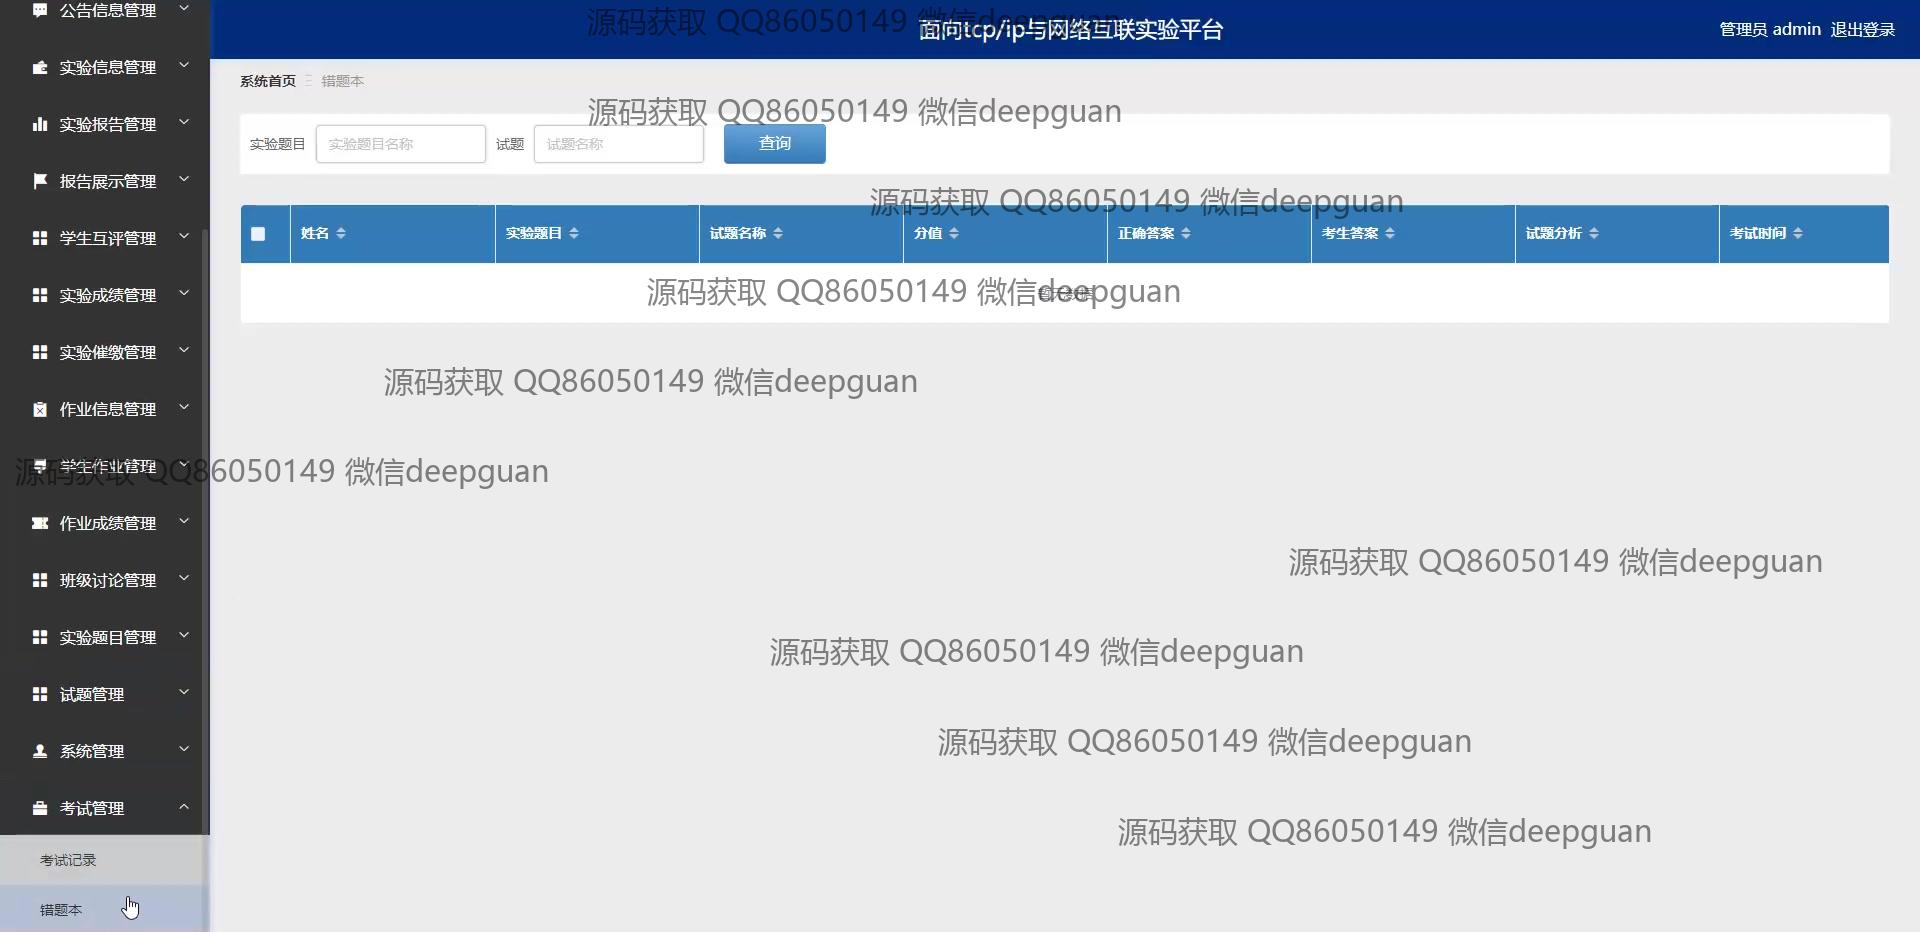 公告信息管理
实验信息管理
实验报告管理
报告展示管理
学生互评管理
实验成绩管理
实验催缴管理
作业信息管理
学生作业管理
作业成绩管理
班级讨论管理
实验题目管理
试题管理
系统管理
考试管理
考试记录
错题本
面向tcp/ip与网络互联实验平台
管理员 admin 退出登录
系统首页 错题本
实验题目 实验题目名称 试题 试题名称 查询
姓名 实验题目 试题名称 分值 正确答案 考生答案 试题分析 考试时间
暂无数据
源码获取 QQ86050149 微信deepguan
源码获取 QQ86050149 微信deepguan
源码获取 QQ86050149 微信deepguan
源码获取 QQ86050149 微信deepguan
源码获取 QQ86050149 微信deepguan
源码获取 QQ86050149 微信deepguan
源码获取 QQ86050149 微信deepguan
源码获取 QQ86050149 微信deepguan
源码获取 QQ86050149 微信deepguan
源码获取 QQ86050149 微信deepguan